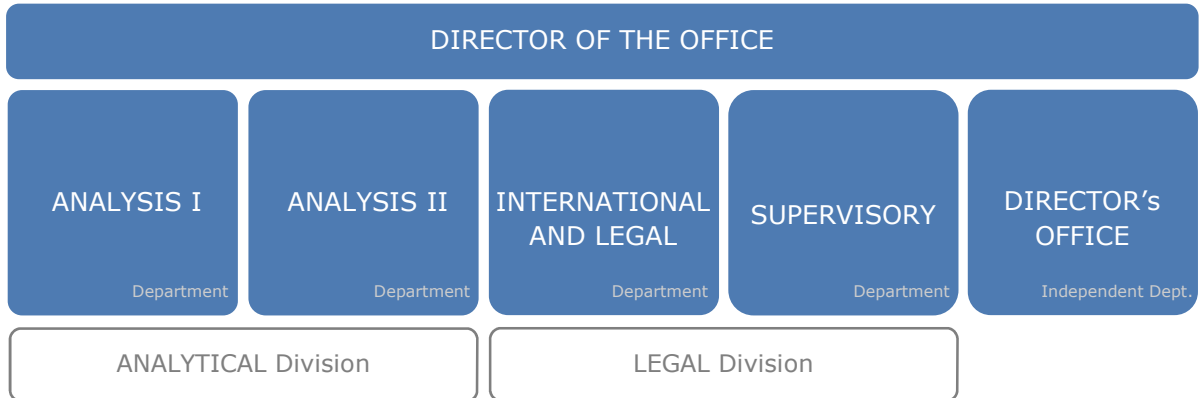 DIRECTOR OF THE OFFICE
ANALYSIS I
Department
ANALYSIS II
Department
INTERNATIONAL
AND LEGAL
Department
SUPERVISORY
Department
DIRECTOR's
OFFICE
Independent Dept.
ANALYTICAL Division
LEGAL Division